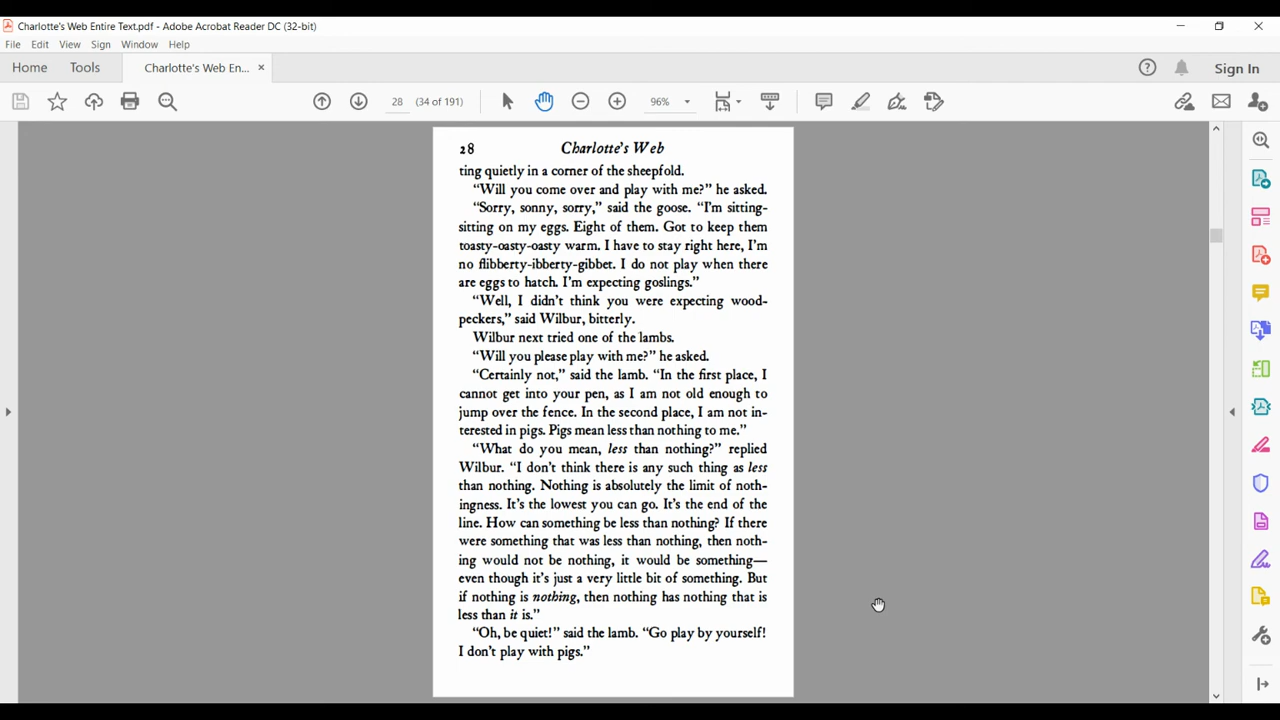 Charlotte's Web Entire Text.pdf - Adobe Acrobat Reader DC (32-bit)
File Edit View Sign Window Help
Home Tools Charlotte's Web En... × Sign In
28 (34 of 191) 96%
28 Charlotte's Web
ting quietly in a corner of the sheepfold.
“Will you come over and play with me?” he asked.
“Sorry, sonny, sorry,” said the goose. “I'm sitting-
sitting on my eggs. Eight of them. Got to keep them
toasty-oasty-oasty warm. I have to stay right here, I'm
no flibberty-ibberty-gibbet. I do not play when there
are eggs to hatch. I'm expecting goslings.”
“Well, I didn't think you were expecting wood-
peckers,” said Wilbur, bitterly.
Wilbur next tried one of the lambs.
“Will you please play with me?” he asked.
“Certainly not,” said the lamb. “In the first place, I
cannot get into your pen, as I am not old enough to
jump over the fence. In the second place, I am not in-
terested in pigs. Pigs mean less than nothing to me.”
“What do you mean, less than nothing?” replied
Wilbur. “I don't think there is any such thing as less
than nothing. Nothing is absolutely the limit of noth-
ingness. It's the lowest you can go. It's the end of the
line. How can something be less than nothing? If there
were something that was less than nothing, then noth-
ing would not be nothing, it would be something—
even though it's just a very little bit of something. But
if nothing is nothing, then nothing has nothing that is
less than it is.”
“Oh, be quiet!” said the lamb. “Go play by yourself!
I don't play with pigs.”